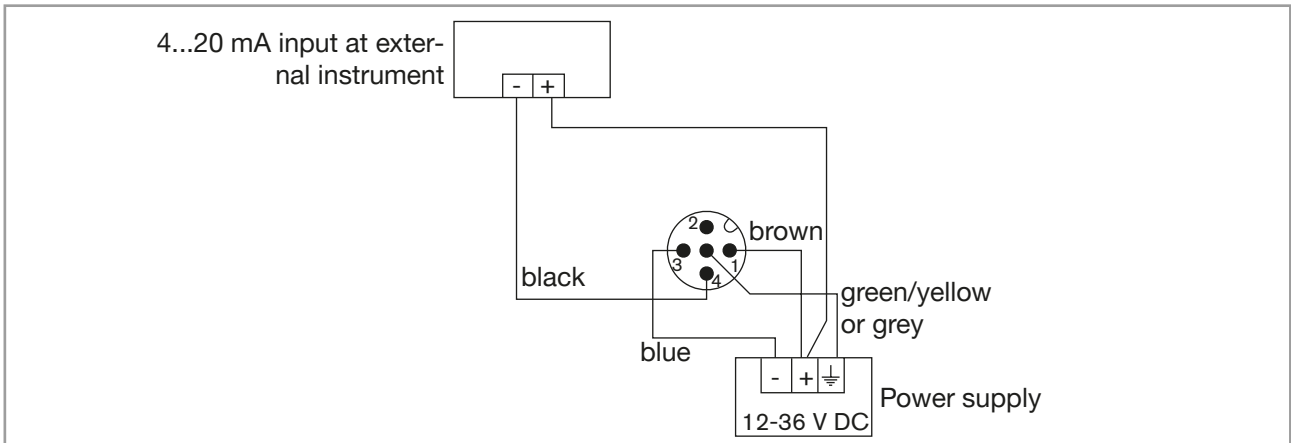 4...20 mA input at exter-
nal instrument
- +
2
brown
3
1
4
black
green/yellow
or grey
blue
- +
Power supply
12-36 V DC